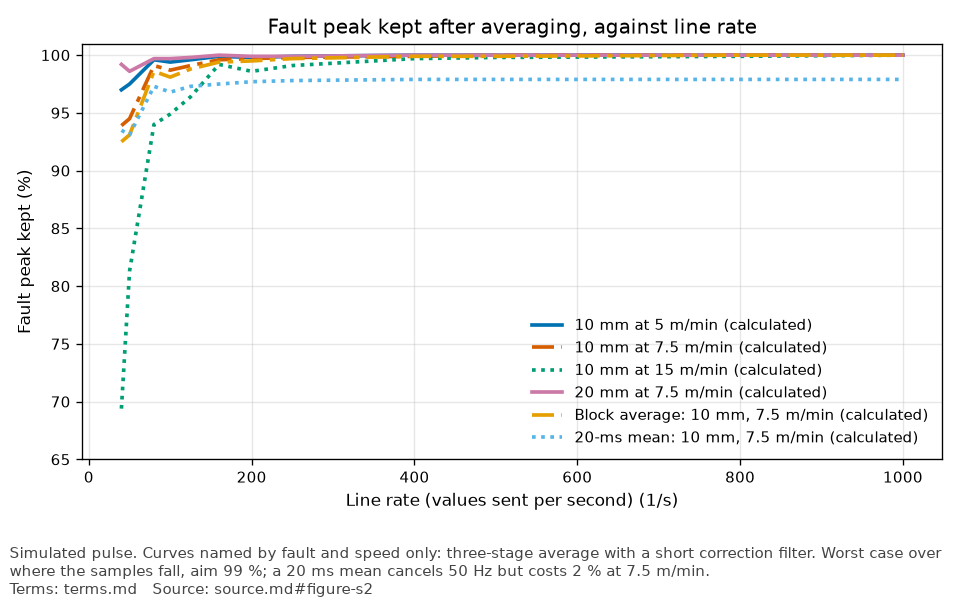 Fault peak kept after averaging, against line rate
100
95
90
85
80
75
70
65
Fault peak kept (%)
10 mm at 5 m/min (calculated)
10 mm at 7.5 m/min (calculated)
10 mm at 15 m/min (calculated)
20 mm at 7.5 m/min (calculated)
Block average: 10 mm, 7.5 m/min (calculated)
20-ms mean: 10 mm, 7.5 m/min (calculated)
0 200 400 600 800 1000
Line rate (values sent per second) (1/s)
Simulated pulse. Curves named by fault and speed only: three-stage average with a short correction filter. Worst case over
where the samples fall, aim 99 %; a 20 ms mean cancels 50 Hz but costs 2 % at 7.5 m/min.
Terms: terms.md Source: source.md#figure-s2